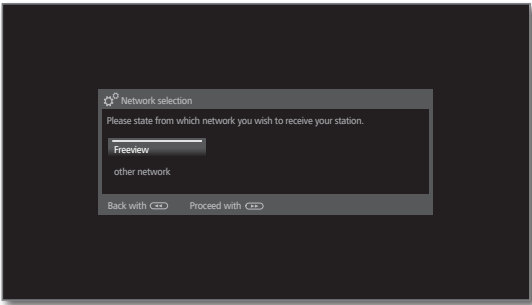 Network selection
Please state from which network you wish to receive your station.
Freeview
other network
Back with Proceed with